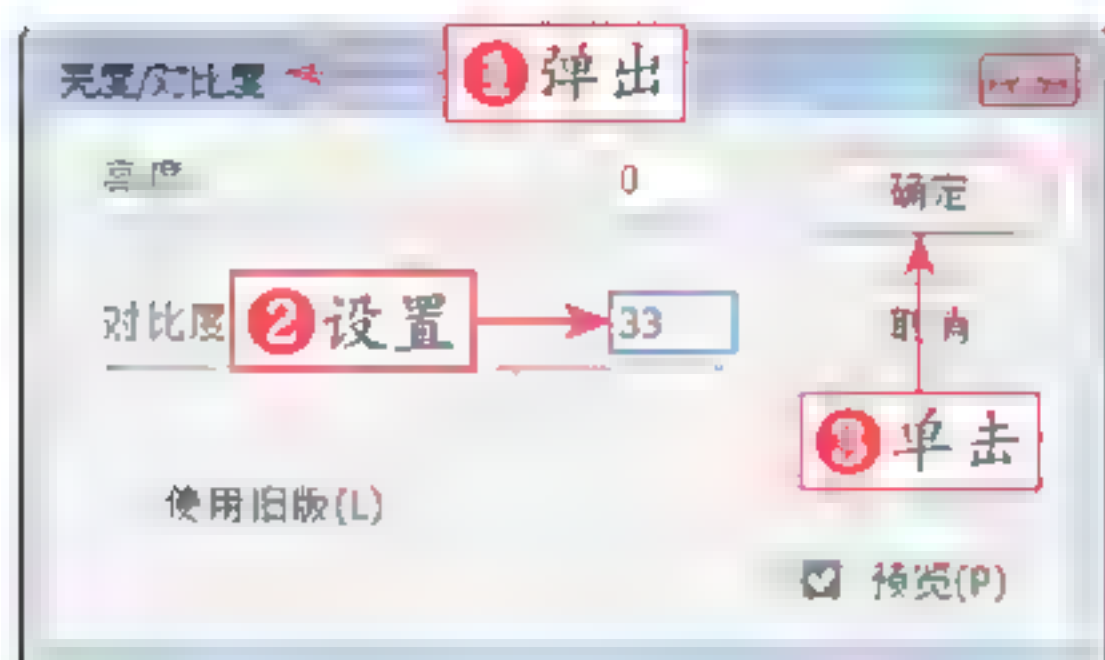 亮度/对比度 ❶弹出
亮度 0 确定
对比度 ❷设置 33 取消
❸单击
使用旧版(L)
预览(P)